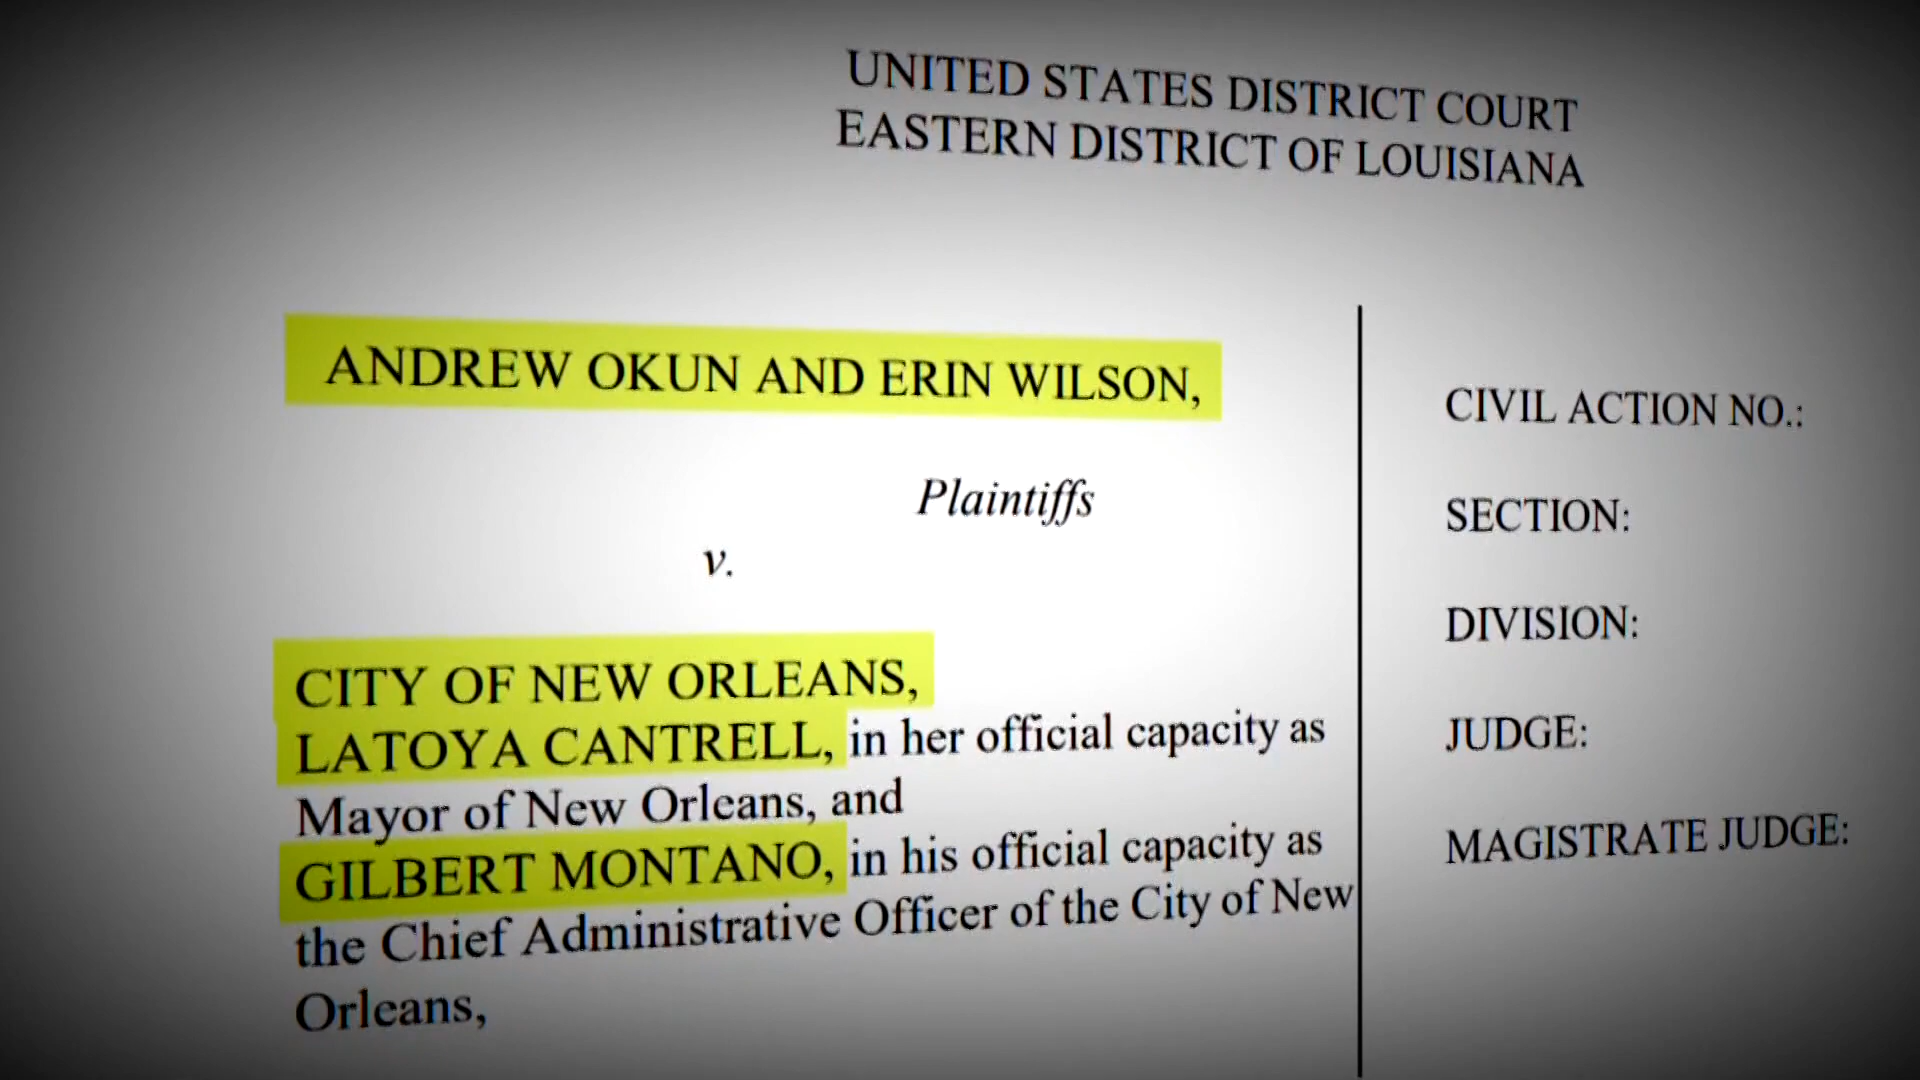 UNITED STATES DISTRICT COURT
EASTERN DISTRICT OF LOUISIANA
ANDREW OKUN AND ERIN WILSON,
Plaintiffs
v.
CITY OF NEW ORLEANS,
LATOYA CANTRELL, in her official capacity as
Mayor of New Orleans, and
GILBERT MONTANO, in his official capacity as
the Chief Administrative Officer of the City of New
Orleans,
CIVIL ACTION NO.:
SECTION:
DIVISION:
JUDGE:
MAGISTRATE JUDGE: